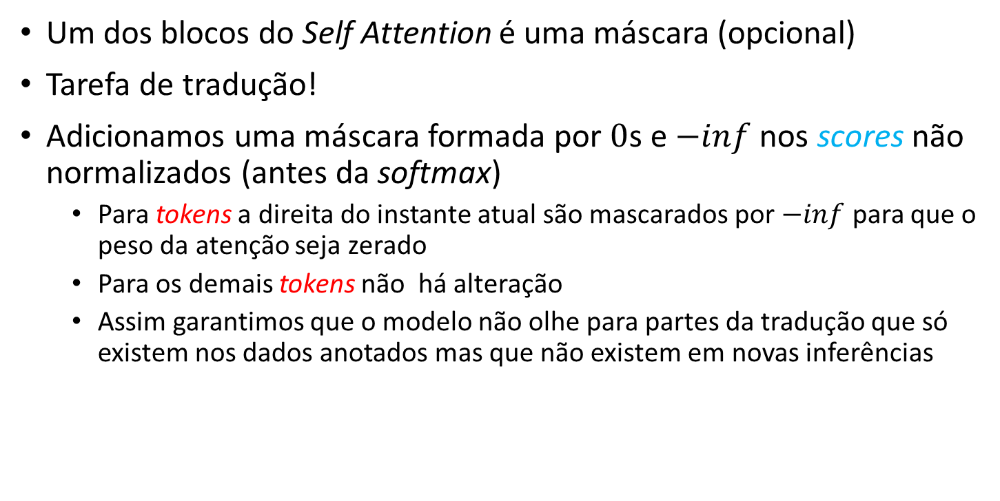 • Um dos blocos do Self Attention é uma máscara (opcional)
• Tarefa de tradução!
• Adicionamos uma máscara formada por 0s e −inf nos scores não
normalizados (antes da softmax)
• Para tokens a direita do instante atual são mascarados por −inf para que o
peso da atenção seja zerado
• Para os demais tokens não  há alteração
• Assim garantimos que o modelo não olhe para partes da tradução que só
existem nos dados anotados mas que não existem em novas inferências